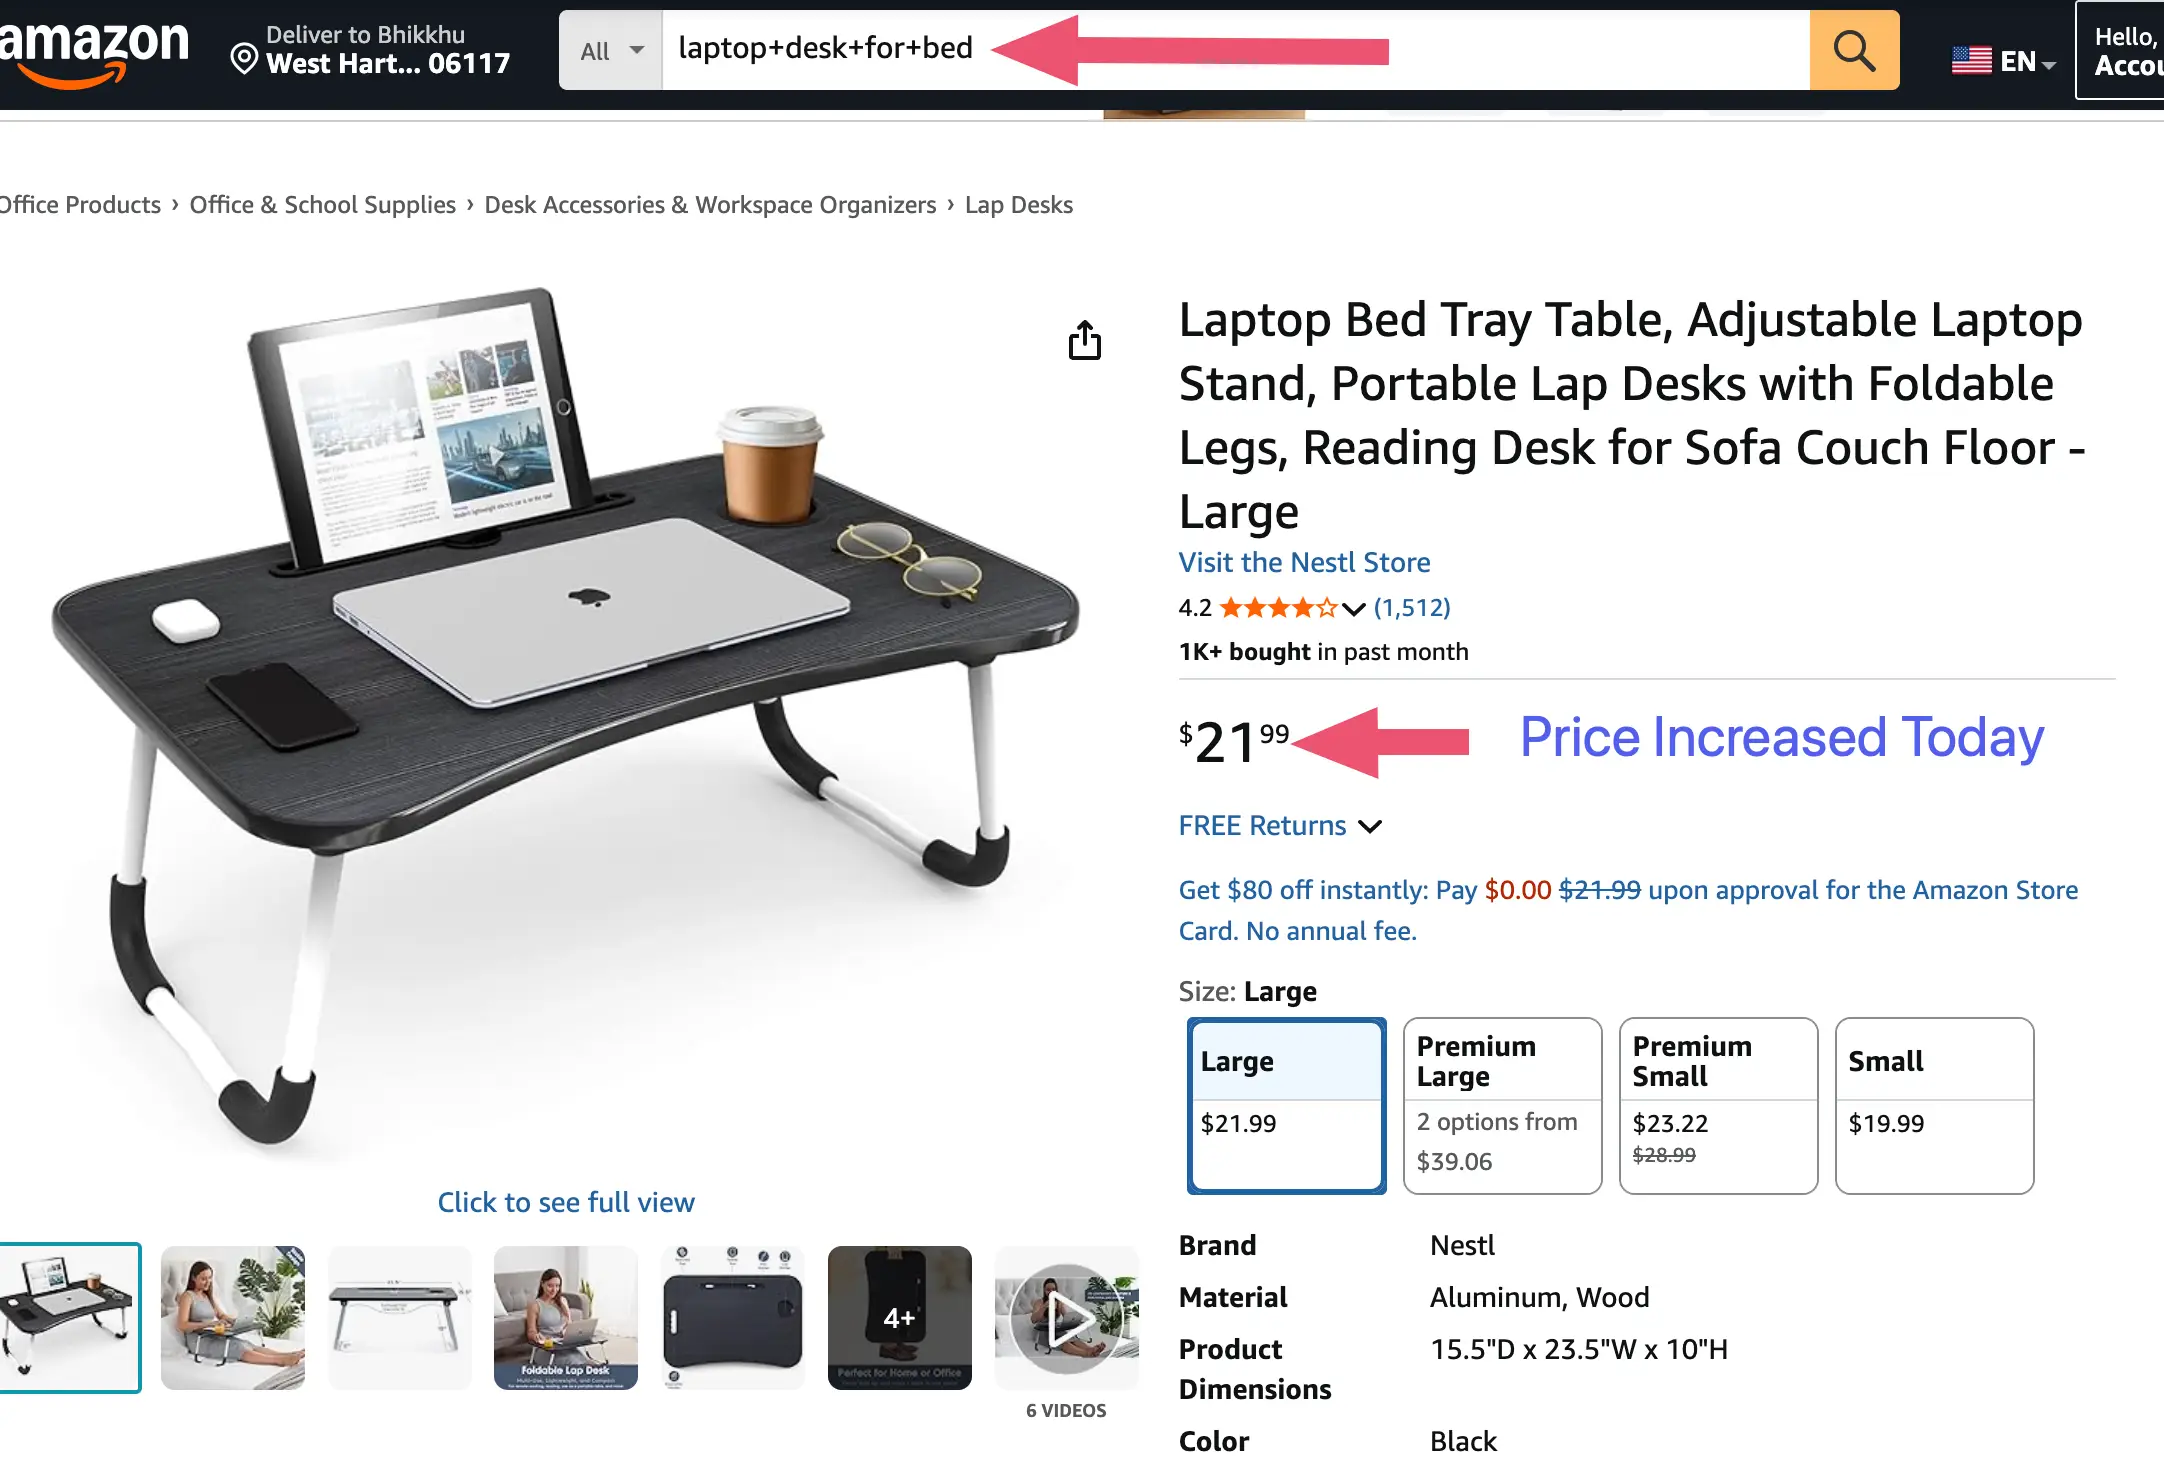 amazon
Deliver to Bhikkhu
West Hart... 06117
All
laptop+desk+for+bed
EN
Hello,
Accou
Office Products › Office & School Supplies › Desk Accessories & Workspace Organizers › Lap Desks
Laptop Bed Tray Table, Adjustable Laptop
Stand, Portable Lap Desks with Foldable
Legs, Reading Desk for Sofa Couch Floor -
Large
Visit the Nestl Store
4.2 (1,512)
1K+ bought in past month
$21 99
Price Increased Today
FREE Returns
Get $80 off instantly: Pay $0.00 $21.99 upon approval for the Amazon Store
Card. No annual fee.
Size: Large
Large
$21.99
Premium
Large
2 options from
$39.06
Premium
Small
$23.22
$28.99
Small
$19.99
Click to see full view
Foldable Lap Desk
4+
Perfect for Home or Office
6 VIDEOS
Brand Nestl
Material Aluminum, Wood
Product 15.5"D x 23.5"W x 10"H
Dimensions
Color Black